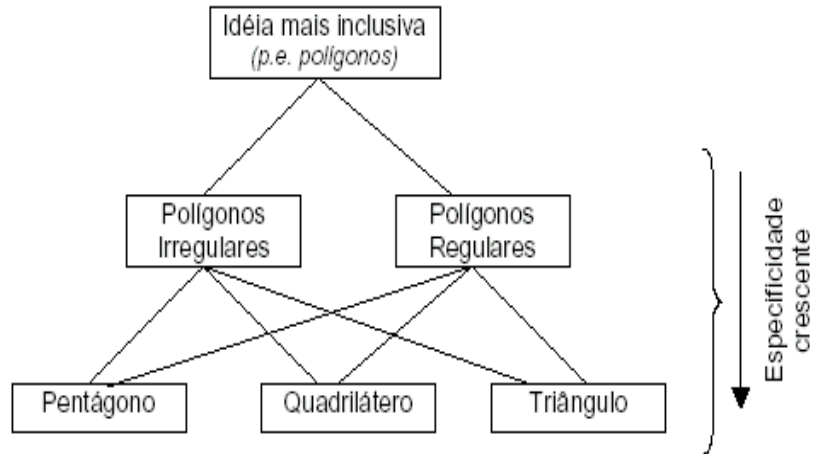 Idéia mais inclusiva
(p.e. polígonos)
Polígonos
Irregulares
Polígonos
Regulares
Pentágono
Quadrilátero
Triângulo
Especificidade
crescente